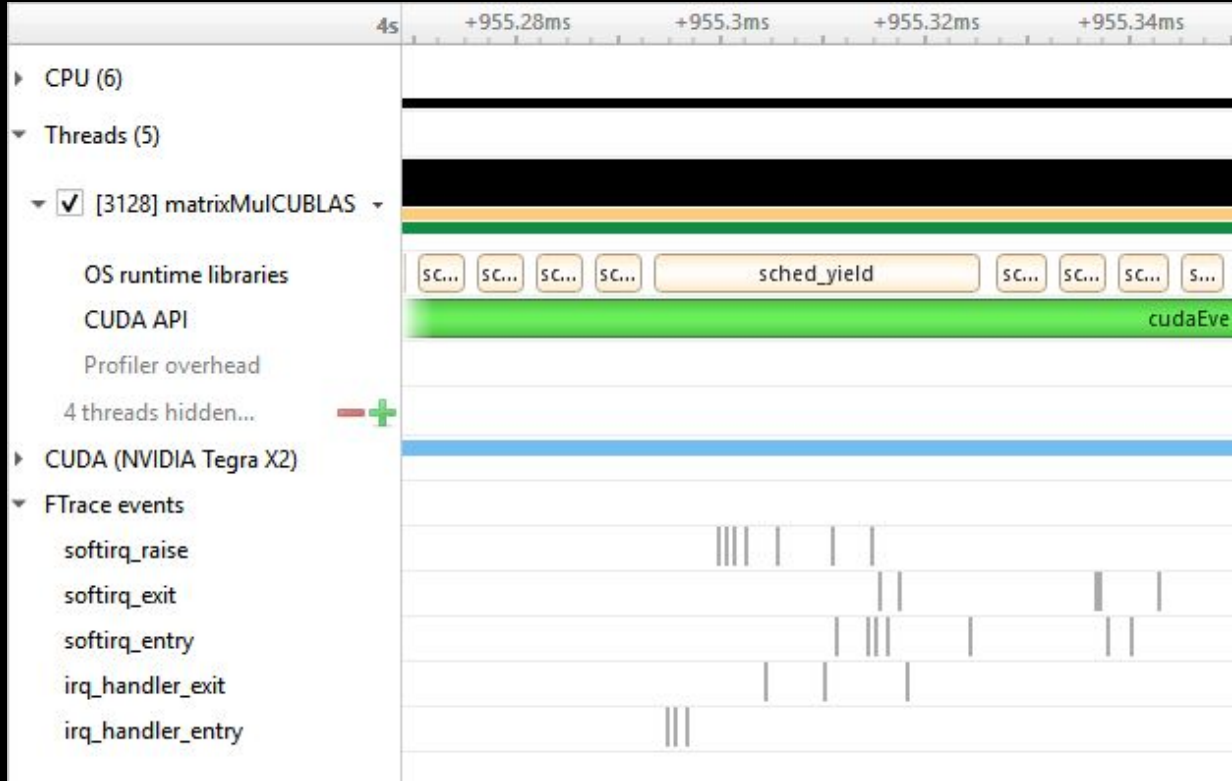 4s +955.28ms +955.3ms +955.32ms +955.34ms
CPU (6)
Threads (5)
[3128] matrixMulCUBLAS
OS runtime libraries sc... sc... sc... sc... sched_yield sc... sc... sc... s...
CUDA API cudaEve
Profiler overhead
4 threads hidden...
CUDA (NVIDIA Tegra X2)
FTrace events
softirq_raise
softirq_exit
softirq_entry
irq_handler_exit
irq_handler_entry